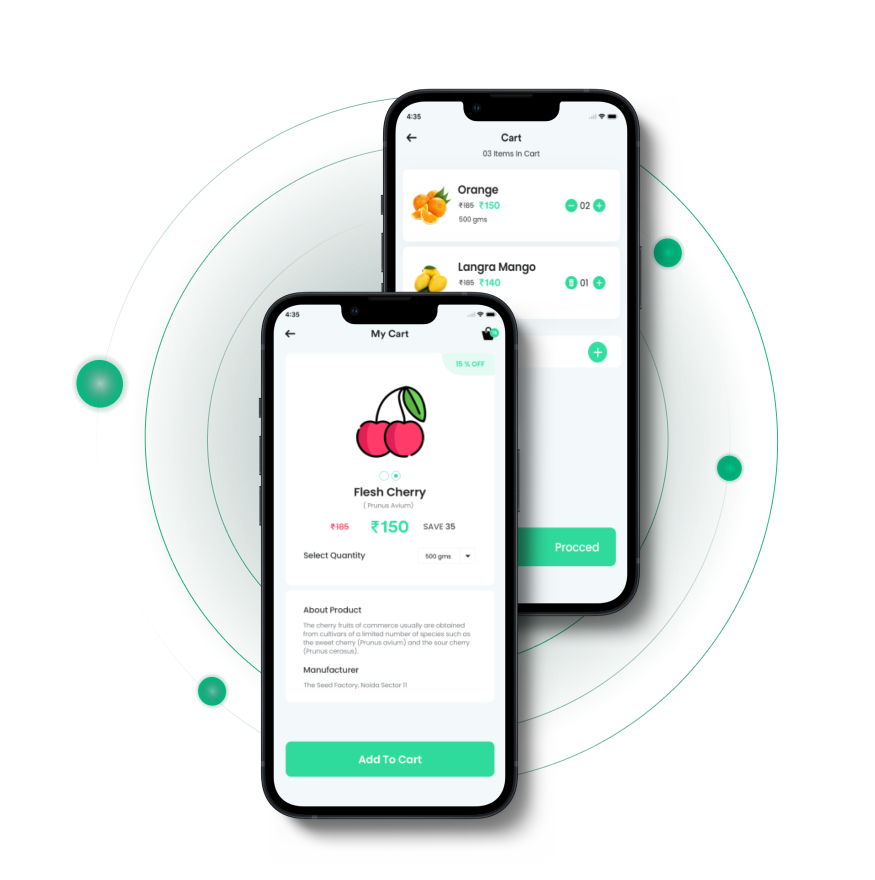 4:35
Cart
03 Items In Cart
Orange
₹185 ₹150
02
500 gms
Langra Mango
₹185 ₹140
01
Procced
4:35
My Cart
15 % OFF
Flesh Cherry
( Prunus Avium)
₹185 ₹150 SAVE 35
Select Quantity 500 gms
About Product
The cherry fruits of commerce usually are obtained
from cultivars of a limited number of species such as
the sweet cherry (Prunus avium) and the sour cherry
(Prunus cerasus).
Manufacturer
The Seed Factory, Noida Sector 11
Add To Cart